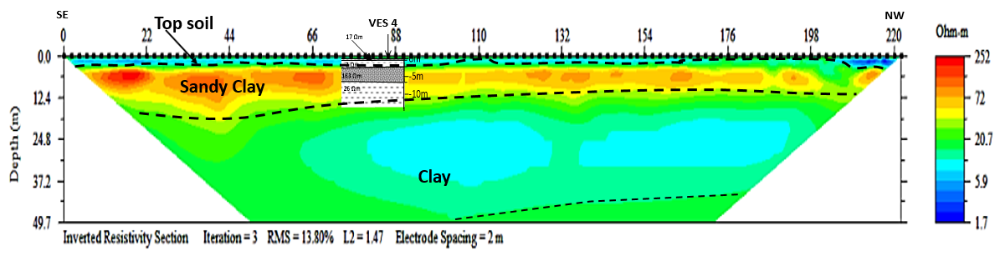 SE
NW
Top soil
VES 4
17 Ωm
0 22 44 66 88 110 132 154 176 198 220
Ohm-m
0.0
12.4
24.8
37.2
49.7
Depth (m)
Sandy Clay
163 Ωm
26 Ωm
-5m
-10m
Clay
252
72
20.7
5.9
1.7
Inverted Resistivity Section Iteration = 3 RMS = 13.80% L2 = 1.47 Electrode Spacing = 2 m